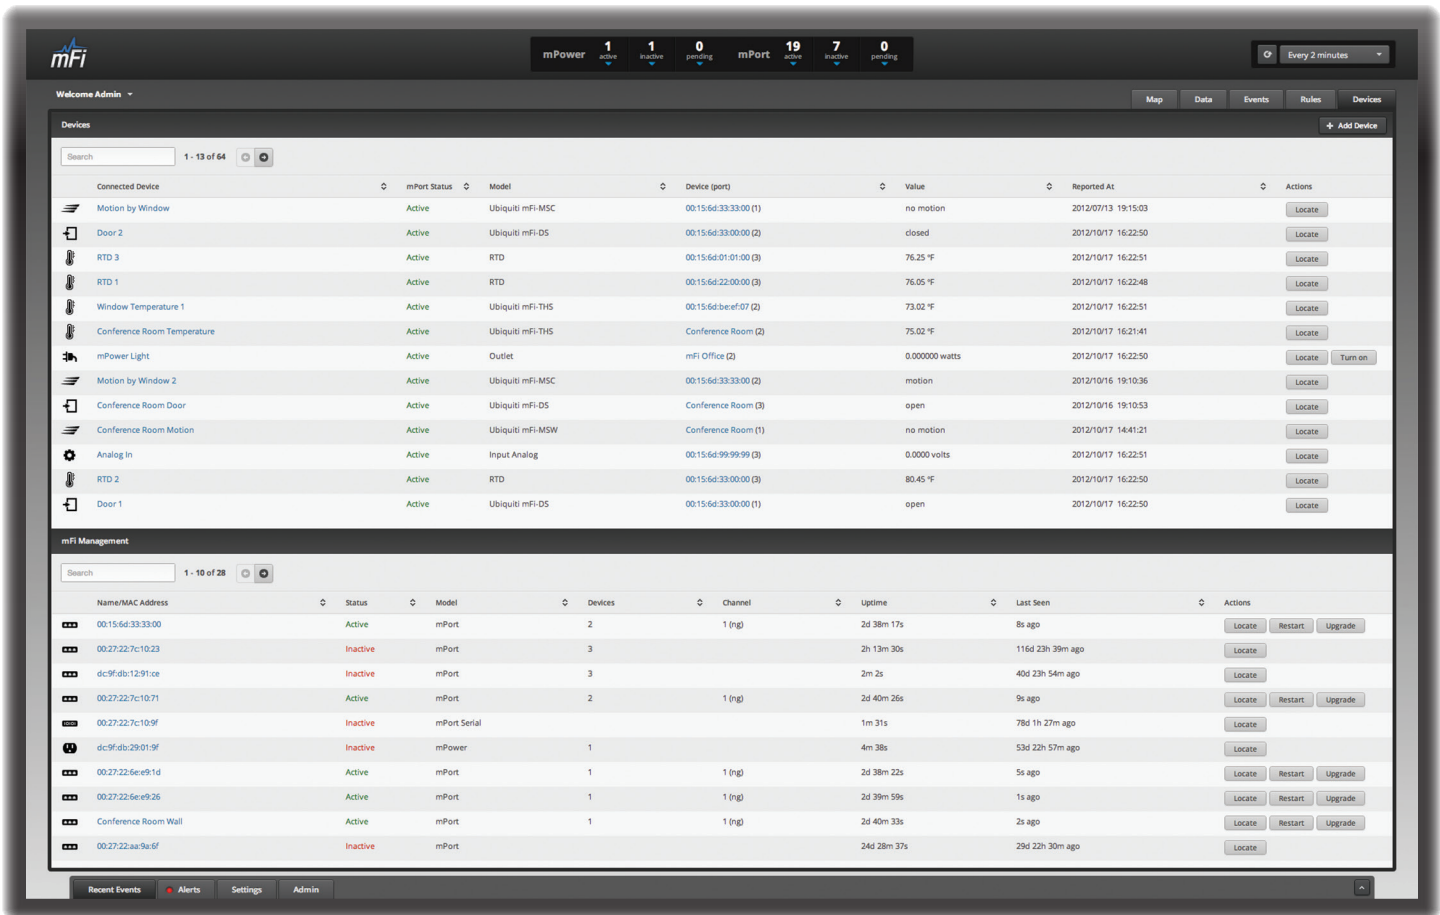 mFi
mPower 1 active 1 inactive 0 pending mPort 19 active 7 inactive 0 pending
Every 2 minutes
Welcome Admin
Map Data Events Rules Devices
Devices
+ Add Device
Search 1 - 13 of 64
Connected Device mPort Status Model Device (port) Value Reported At Actions
Motion by Window Active Ubiquiti mFi-MSC 00:15:6d:33:33:00 (1) no motion 2012/07/13 19:15:03 Locate
Door 2 Active Ubiquiti mFi-DS 00:15:6d:33:00:00 (2) closed 2012/10/17 16:22:50 Locate
RTD 3 Active RTD 00:15:6d:01:01:00 (3) 76.25 °F 2012/10/17 16:22:51 Locate
RTD 1 Active RTD 00:15:6d:22:00:00 (3) 76.05 °F 2012/10/17 16:22:48 Locate
Window Temperature 1 Active Ubiquiti mFi-THS 00:15:6d:be:ef:07 (2) 73.02 °F 2012/10/17 16:22:51 Locate
Conference Room Temperature Active Ubiquiti mFi-THS Conference Room (2) 75.02 °F 2012/10/17 16:21:41 Locate
mPower Light Active Outlet mFi Office (2) 0.000000 watts 2012/10/17 16:22:50 Locate Turn on
Motion by Window 2 Active Ubiquiti mFi-MSC 00:15:6d:33:33:00 (2) motion 2012/10/16 19:10:36 Locate
Conference Room Door Active Ubiquiti mFi-DS Conference Room (3) open 2012/10/16 19:10:53 Locate
Conference Room Motion Active Ubiquiti mFi-MSW Conference Room (1) no motion 2012/10/17 14:41:21 Locate
Analog In Active Input Analog 00:15:6d:99:99:99 (3) 0.0000 volts 2012/10/17 16:22:51 Locate
RTD 2 Active RTD 00:15:6d:33:00:00 (3) 80.45 °F 2012/10/17 16:22:50 Locate
Door 1 Active Ubiquiti mFi-DS 00:15:6d:33:00:00 (1) open 2012/10/17 16:22:50 Locate
mFi Management
Search 1 - 10 of 28
Name/MAC Address Status Model Devices Channel Uptime Last Seen Actions
00:15:6d:33:33:00 Active mPort 2 1 (ng) 2d 38m 17s 8s ago Locate Restart Upgrade
00:27:22:7c:10:23 Inactive mPort 3 2h 13m 30s 116d 23h 39m ago Locate
dc:9f:db:12:91:ce Inactive mPort 3 2m 2s 40d 23h 54m ago Locate
00:27:22:7c:10:71 Active mPort 2 1 (ng) 2d 40m 26s 9s ago Locate Restart Upgrade
00:27:22:7c:10:9f Inactive mPort Serial 1m 31s 78d 1h 27m ago Locate
dc:9f:db:29:01:9f Inactive mPower 1 4m 38s 53d 22h 57m ago Locate
00:27:22:6e:e9:1d Active mPort 1 1 (ng) 2d 38m 22s 5s ago Locate Restart Upgrade
00:27:22:6e:e9:26 Active mPort 1 1 (ng) 2d 39m 59s 1s ago Locate Restart Upgrade
Conference Room Wall Active mPort 1 1 (ng) 2d 40m 33s 2s ago Locate Restart Upgrade
00:27:22:aa:9a:6f Inactive mPort 24d 28m 37s 29d 22h 30m ago Locate
Recent Events Alerts Settings Admin